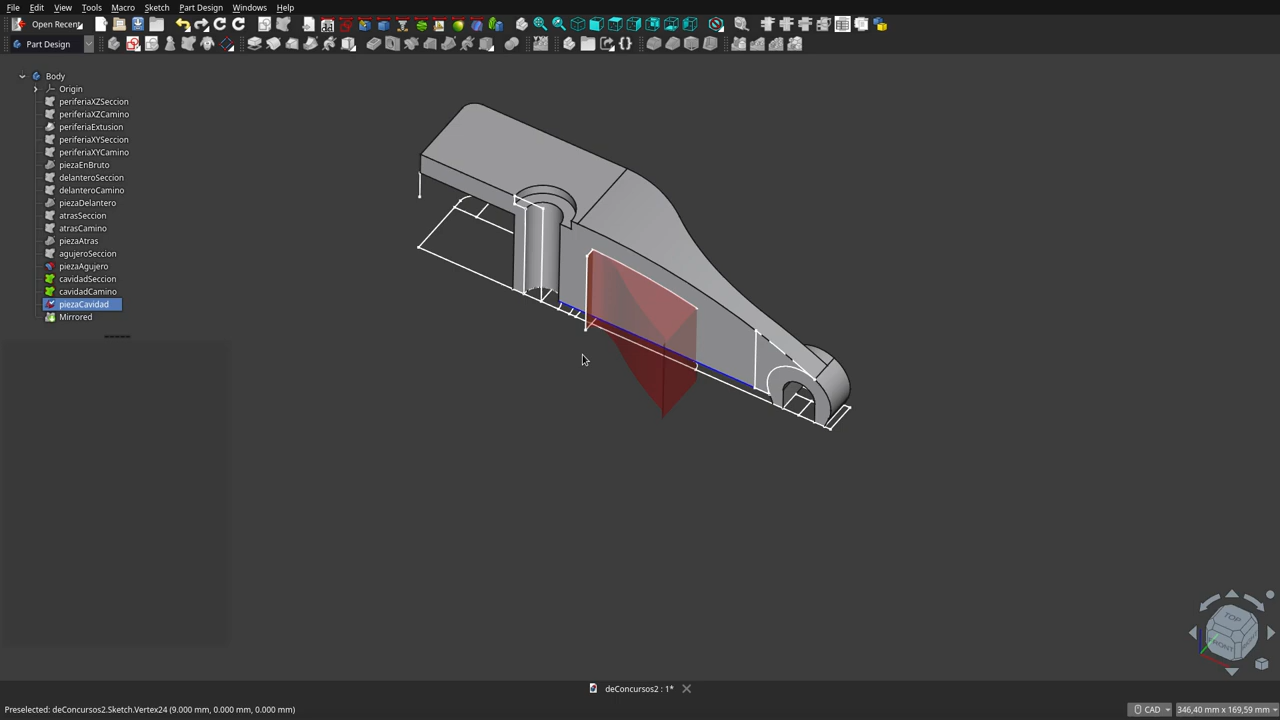 File Edit View Tools Macro Sketch Part Design Windows Help
Open Recent
Part Design
Body
Origin
periferiaXZSeccion
periferiaXZCamino
periferiaExtusion
periferiaXYSeccion
periferiaXYCamino
piezaEnBruto
delanteroSeccion
delanteroCamino
piezaDelantero
atrasSeccion
atrasCamino
piezaAtras
agujeroSeccion
piezaAgujero
cavidadSeccion
cavidadCamino
piezaCavidad
Mirrored
TOP
FRONT
deConcursos2 : 1*
Preselected: deConcursos2.Sketch.Vertex24 (9.000 mm, 0.000 mm, 0.000 mm)
CAD
346,40 mm x 169,59 mm